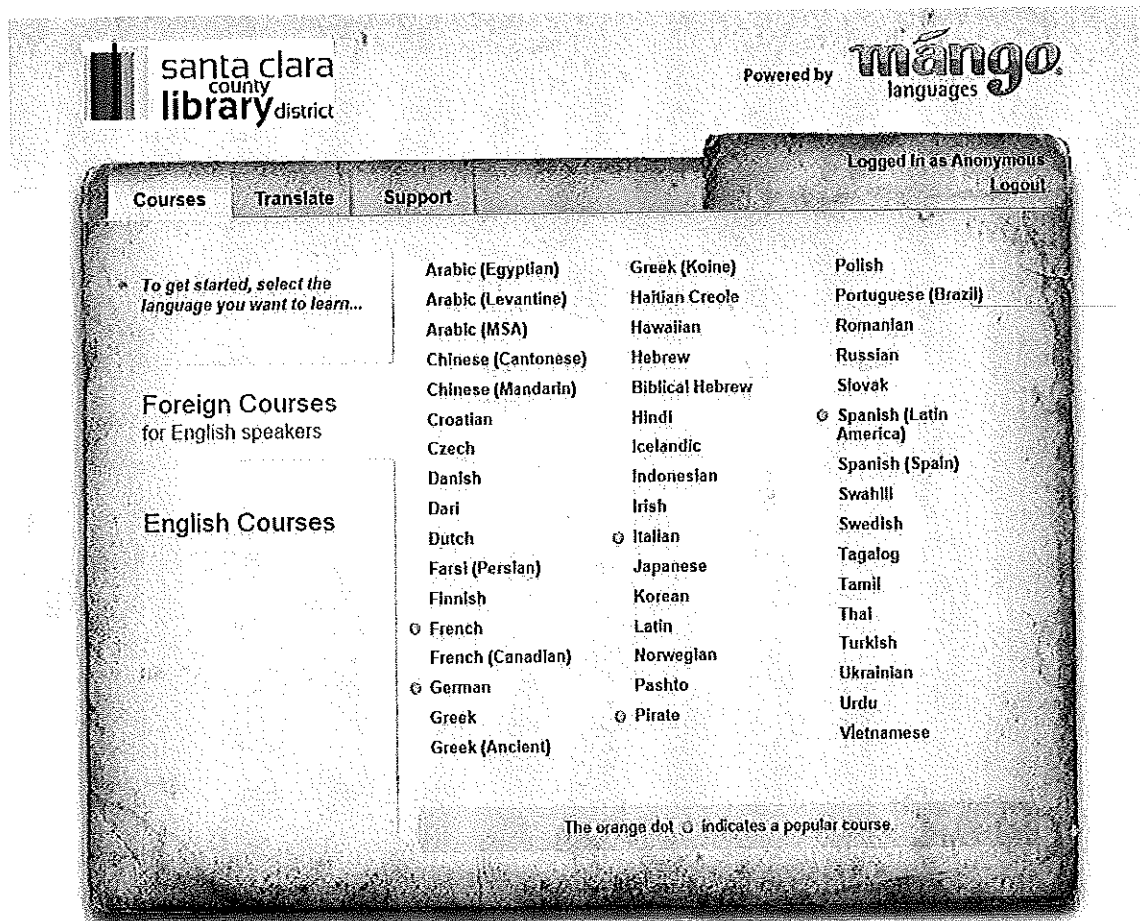 santa clara
county
library district
Powered by
mango
languages
Logged In as Anonymous
Logout
Courses
Translate
Support
To get started, select the
language you want to learn...
Foreign Courses
for English speakers
English Courses
Arabic (Egyptian)
Arabic (Levantine)
Arabic (MSA)
Chinese (Cantonese)
Chinese (Mandarin)
Croatian
Czech
Danish
Dari
Dutch
Farsi (Persian)
Finnish
French
French (Canadian)
German
Greek
Greek (Ancient)
Greek (Koine)
Haitian Creole
Hawaiian
Hebrew
Biblical Hebrew
Hindi
Icelandic
Indonesian
Irish
Italian
Japanese
Korean
Latin
Norwegian
Pashto
Pirate
Polish
Portuguese (Brazil)
Romanian
Russian
Slovak
Spanish (Latin
America)
Spanish (Spain)
Swahili
Swedish
Tagalog
Tamil
Thai
Turkish
Ukrainian
Urdu
Vietnamese
The orange dot indicates a popular course.